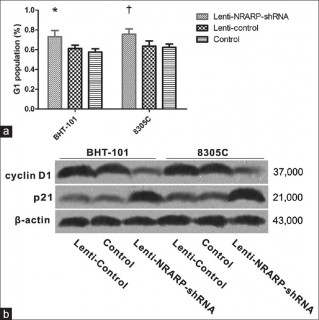 * †
Lenti-NRARP-shRNA
Lenti-control
Control
G1 population (%)
1.0
0.8
0.6
0.4
0.2
0.0
BHT-101
8305C
a
BHT-101 8305C
cyclin D1 37,000
p21 21,000
β-actin 43,000
Lenti-Control
Control
Lenti-NRARP-shRNA
Lenti-Control
Control
Lenti-NRARP-shRNA
b